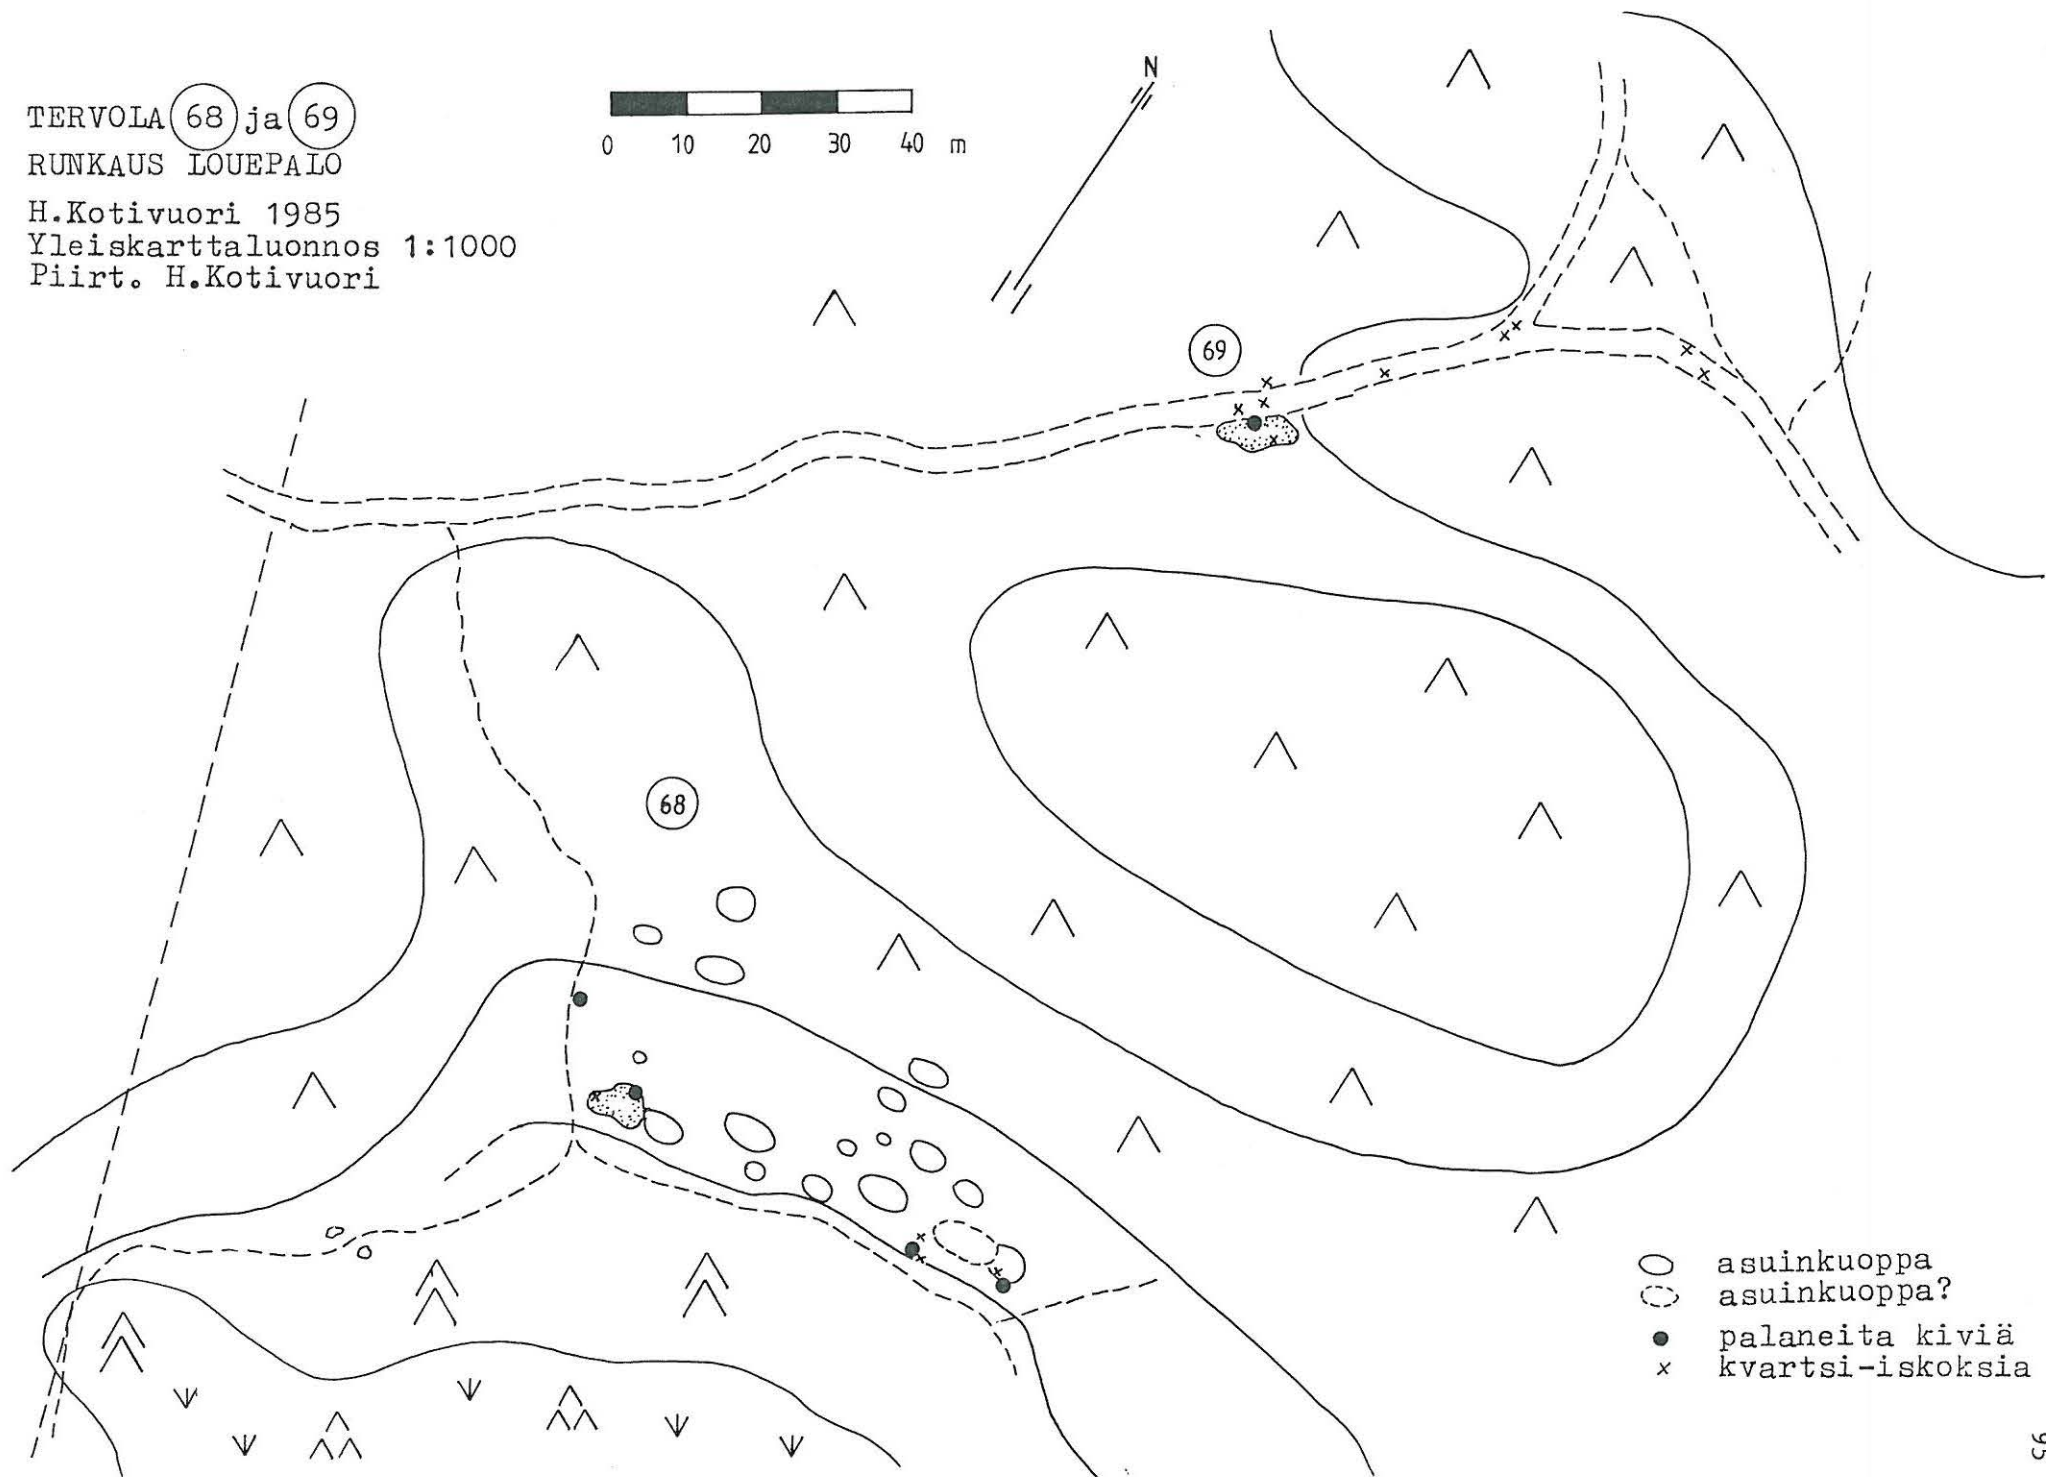 TERVOLA 68 ja 69
RUNKAUS LOUEPALO
H.Kotivuori 1985
Yleiskarttaluonnos 1:1000
Piirt. H.Kotivuori
0 10 20 30 40 m
N
69
68
asuinkuoppa
asuinkuoppa?
palaneita kiviä
kvartsi-iskoksia